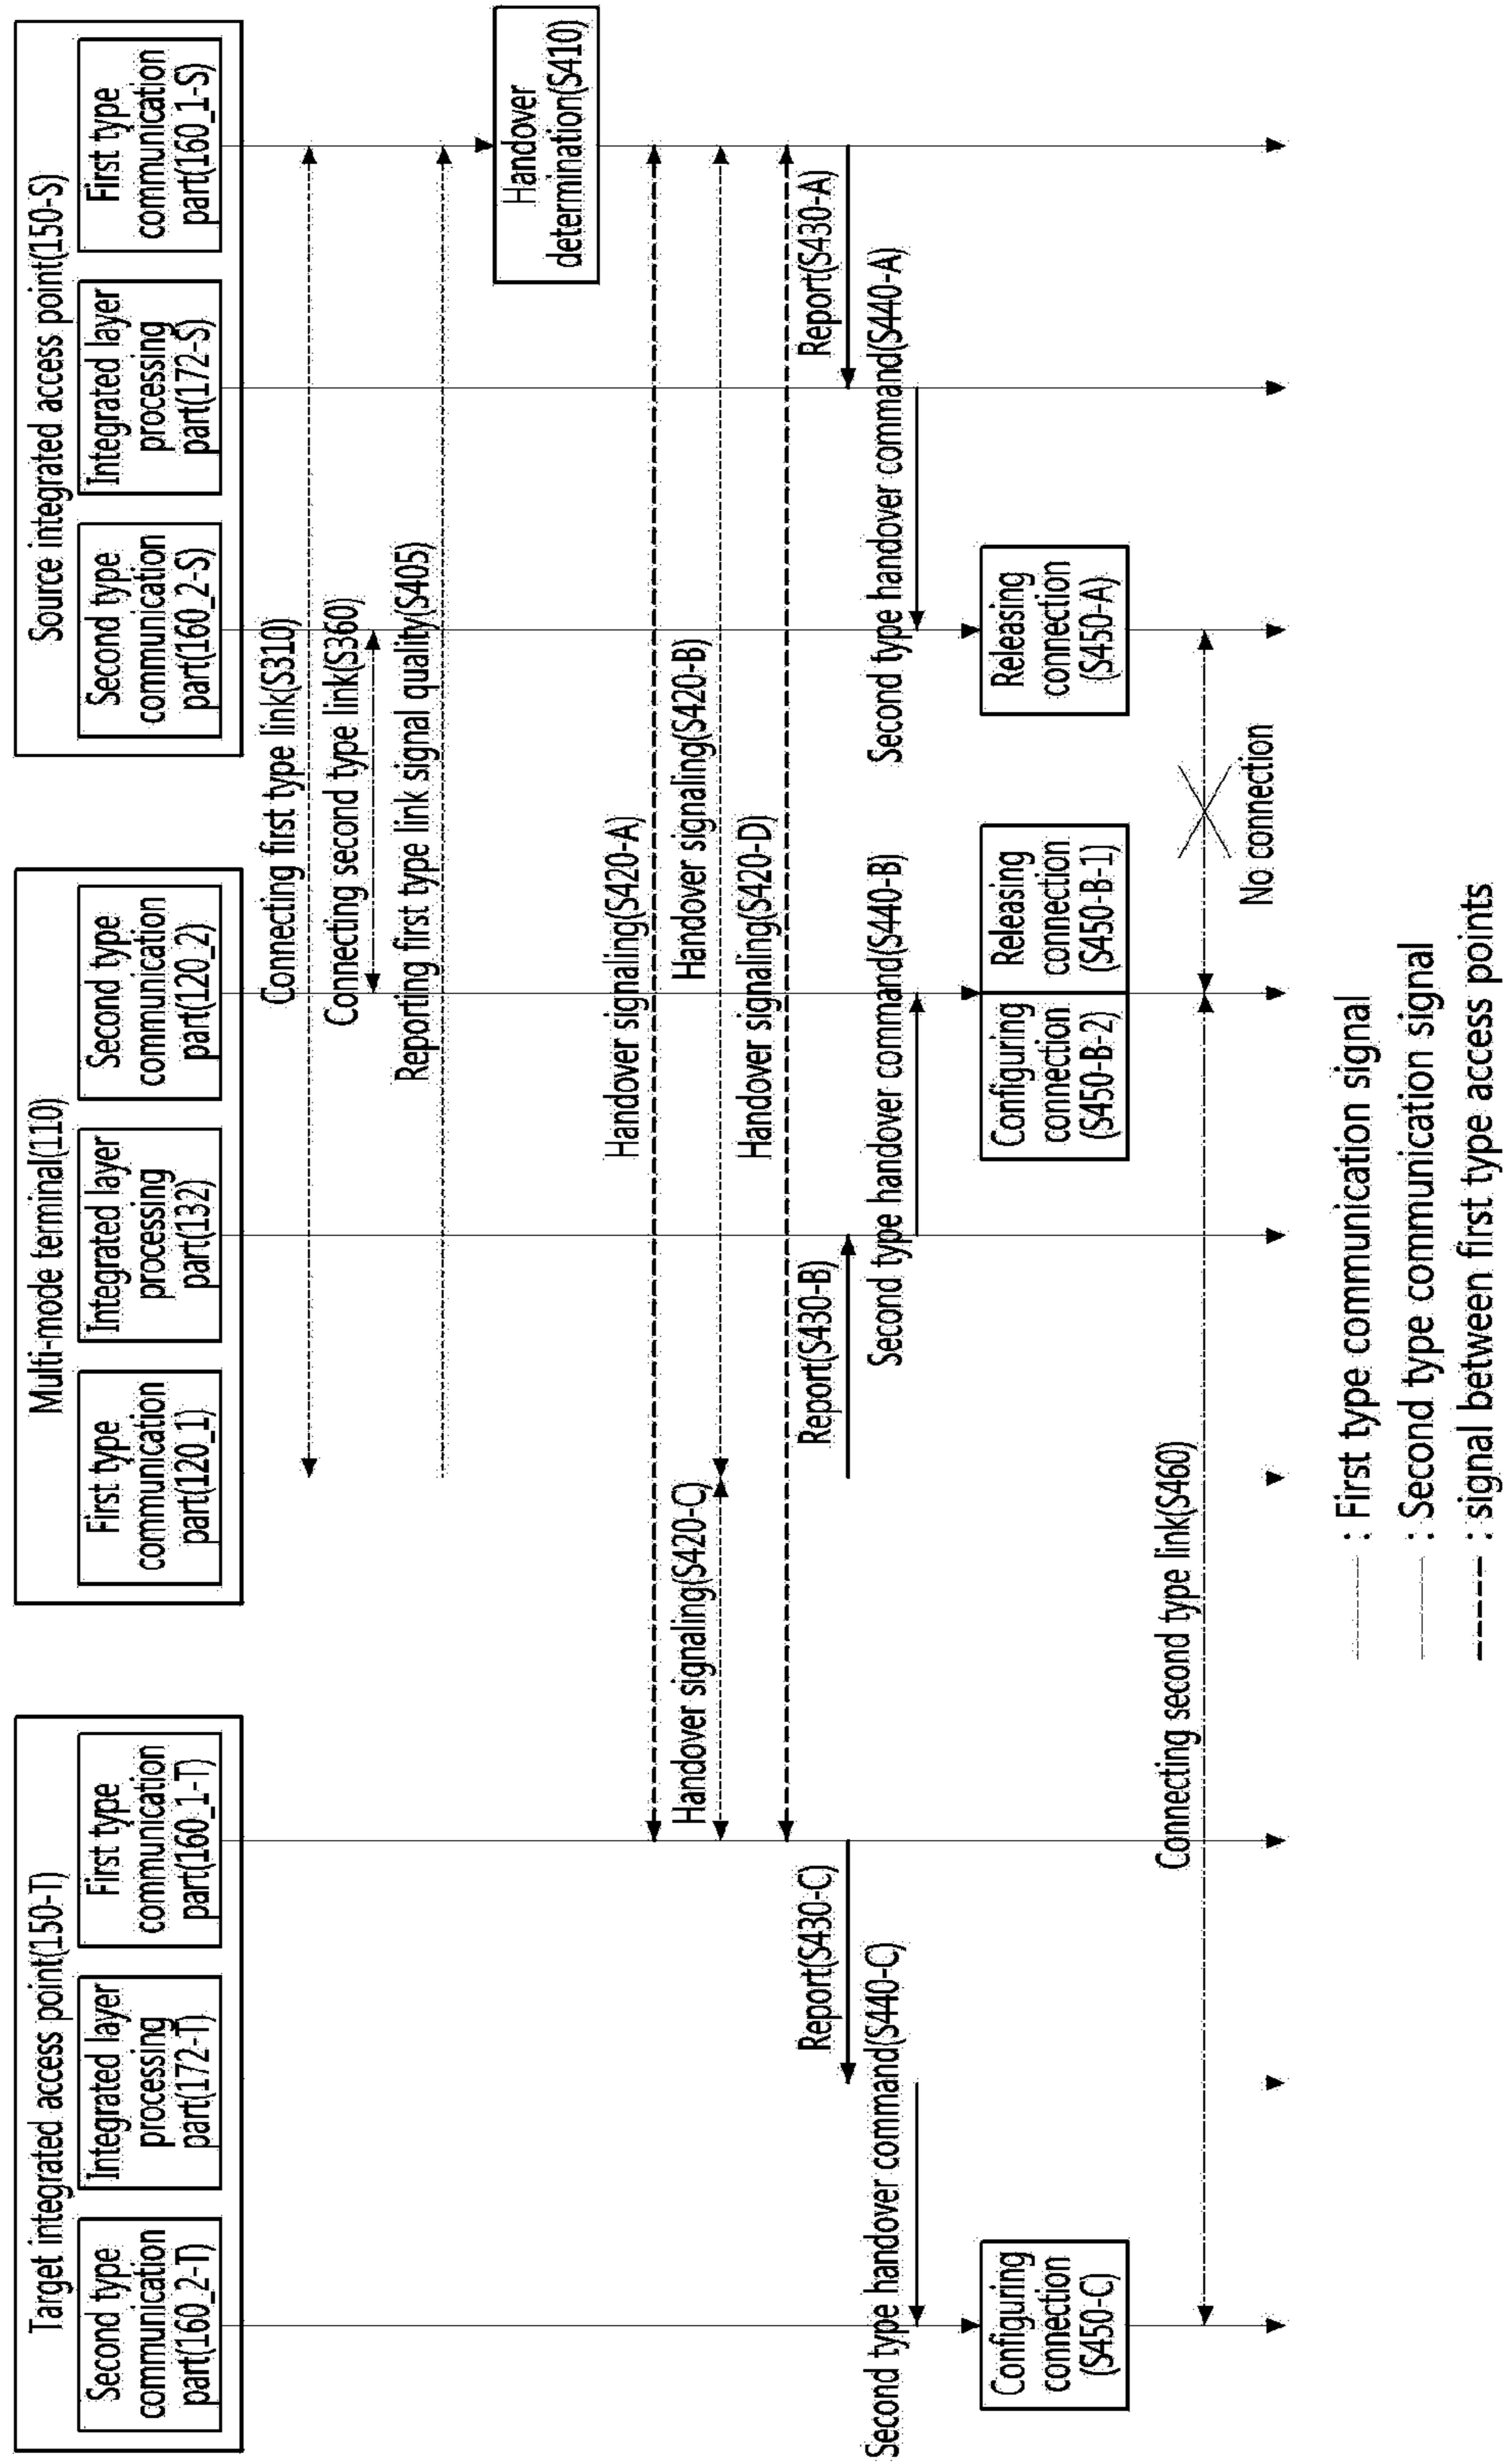 Target integrated access point(150-T)
Second type
communication
part(160_2-T)
Integrated layer
processing
part(172-T)
First type
communication
part(160_1-T)
Multi-mode terminal(110)
First type
communication
part(120_1)
Integrated layer
processing
part(132)
Second type
communication
part(120_2)
Source integrated access point(150-S)
Second type
communication
part(160_2-S)
Integrated layer
processing
part(172-S)
First type
communication
part(160_1-S)
Connecting first type link(S310)
Connecting second type link(S360)
Reporting first type link signal quality(S405)
Handover
determination(S410)
Handover signaling(S420-A)
Handover signaling(S420-C)
Handover signaling(S420-B)
Handover signaling(S420-D)
Report(S430-C)
Report(S430-B)
Report(S430-A)
Second type handover command(S440-C)
Second type handover command(S440-B)
Second type handover command(S440-A)
Configuring
connection
(S450-C)
Configuring
connection
(S450-B-2)
Releasing
connection
(S450-B-1)
Releasing
connection
(S450-A)
Connecting second type link(S460)
No connection
: First type communication signal
: Second type communication signal
: signal between first type access points